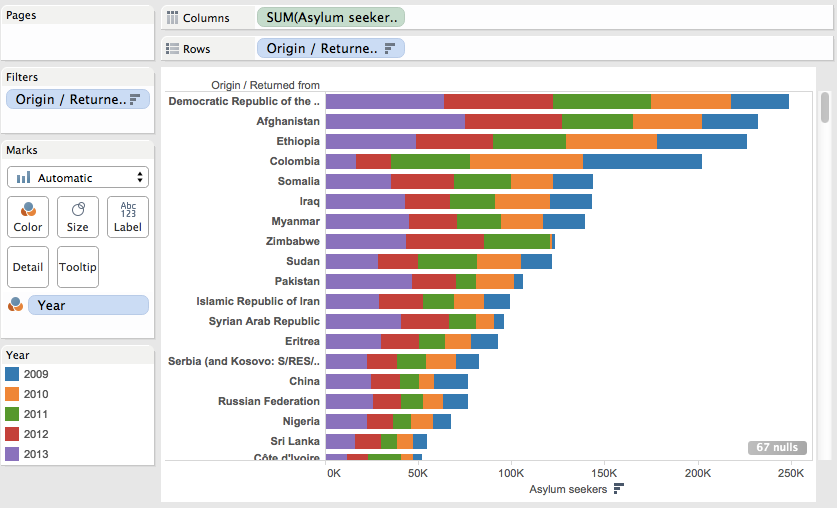 Pages
Columns
SUM(Asylum seeker..
Rows
Origin / Returne..
Filters
Origin / Returne..
Marks
Automatic
Color
Size
Abc
123
Label
Detail
Tooltip
Year
Year
2009
2010
2011
2012
2013
Origin / Returned from
Democratic Republic of the ..
Afghanistan
Ethiopia
Colombia
Somalia
Iraq
Myanmar
Zimbabwe
Sudan
Pakistan
Islamic Republic of Iran
Syrian Arab Republic
Eritrea
Serbia (and Kosovo: S/RES/..
China
Russian Federation
Nigeria
Sri Lanka
Côte d'Ivoire
67 nulls
0K 50K 100K 150K 200K 250K
Asylum seekers